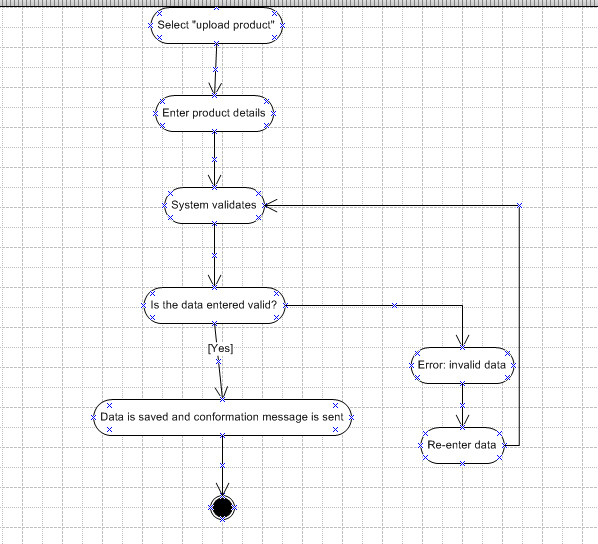 Select "upload product"
Enter product details
System validates
Is the data entered valid?
[Yes]
Error: invalid data
Data is saved and conformation message is sent
Re-enter data